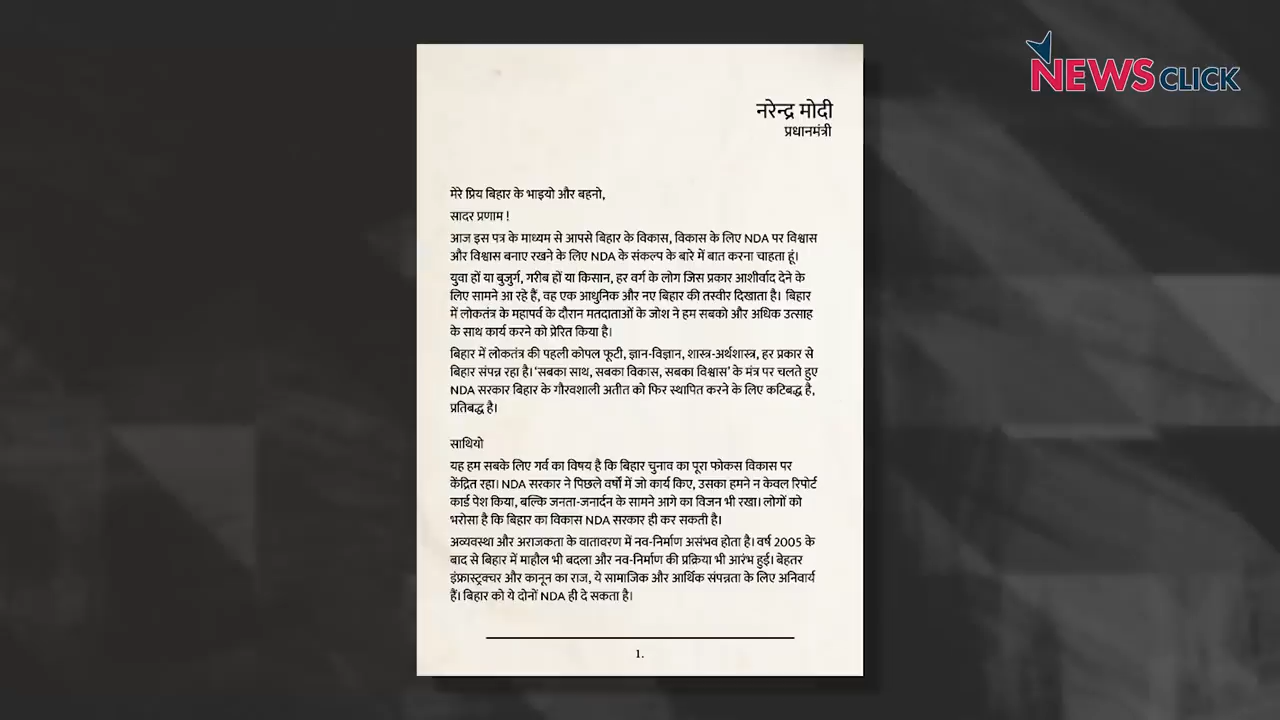 NEWSCLICK
नरेन्द्र मोदी
प्रधानमंत्री
मेरे प्रिय बिहार के भाइयो और बहनो,
सादर प्रणाम !
आज इस पत्र के माध्यम से आपसे बिहार के विकास, विकास के लिए NDA पर विश्वास
और विश्वास बनाए रखने के लिए NDA के संकल्प के बारे में बात करना चाहता हूं।
युवा हों या बुजुर्ग, गरीब हों या किसान, हर वर्ग के लोग जिस प्रकार आशीर्वाद देने के
लिए सामने आ रहे हैं, वह एक आधुनिक और नए बिहार की तस्वीर दिखाता है। बिहार
में लोकतंत्र के महापर्व के दौरान मतदाताओं के जोश ने हम सबको और अधिक उत्साह
के साथ कार्य करने को प्रेरित किया है।
बिहार में लोकतंत्र की पहली कोपल फूटी, ज्ञान-विज्ञान, शास्त्र-अर्थशास्त्र, हर प्रकार से
बिहार संपन्न रहा है। ‘सबका साथ, सबका विकास, सबका विश्वास’ के मंत्र पर चलते हुए
NDA सरकार बिहार के गौरवशाली अतीत को फिर स्थापित करने के लिए कटिबद्ध है,
प्रतिबद्ध है।
साथियो
यह हम सबके लिए गर्व का विषय है कि बिहार चुनाव का पूरा फोकस विकास पर
केंद्रित रहा। NDA सरकार ने पिछले वर्षों में जो कार्य किए, उसका हमने न केवल रिपोर्ट
कार्ड पेश किया, बल्कि जनता-जनार्दन के सामने आगे का विजन भी रखा। लोगों को
भरोसा है कि बिहार का विकास NDA सरकार ही कर सकती है।
अव्यवस्था और अराजकता के वातावरण में नव-निर्माण असंभव होता है। वर्ष 2005 के
बाद से बिहार में माहौल भी बदला और नव-निर्माण की प्रक्रिया भी आरंभ हुई। बेहतर
इंफ्रास्ट्रक्चर और कानून का राज, ये सामाजिक और आर्थिक संपन्नता के लिए अनिवार्य
हैं। बिहार को ये दोनों NDA ही दे सकता है।
1.